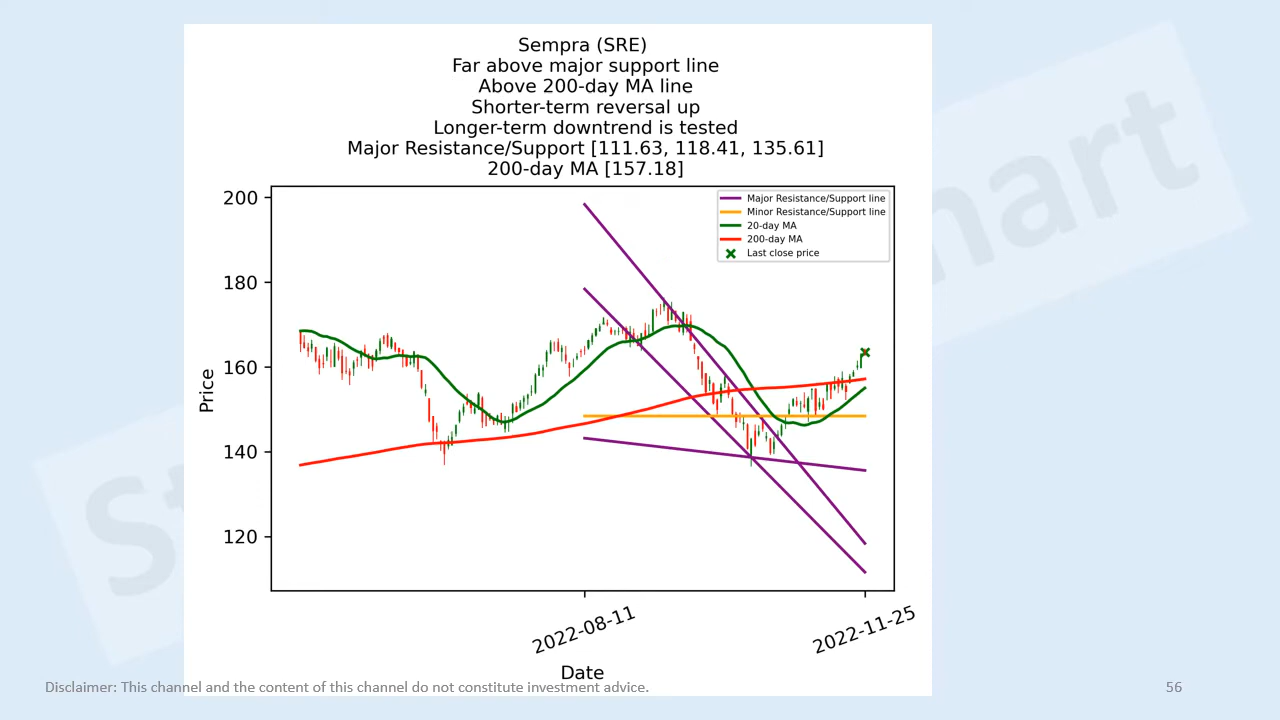 Sempra (SRE)
Far above major support line
Above 200-day MA line
Shorter-term reversal up
Longer-term downtrend is tested
Major Resistance/Support [111.63, 118.41, 135.61]
200-day MA [157.18]
200
180
160
140
120
Price
Major Resistance/Support line
Minor Resistance/Support line
20-day MA
200-day MA
Last close price
2022-08-11
2022-11-25
Date
Disclaimer: This channel and the content of this channel do not constitute investment advice.
56